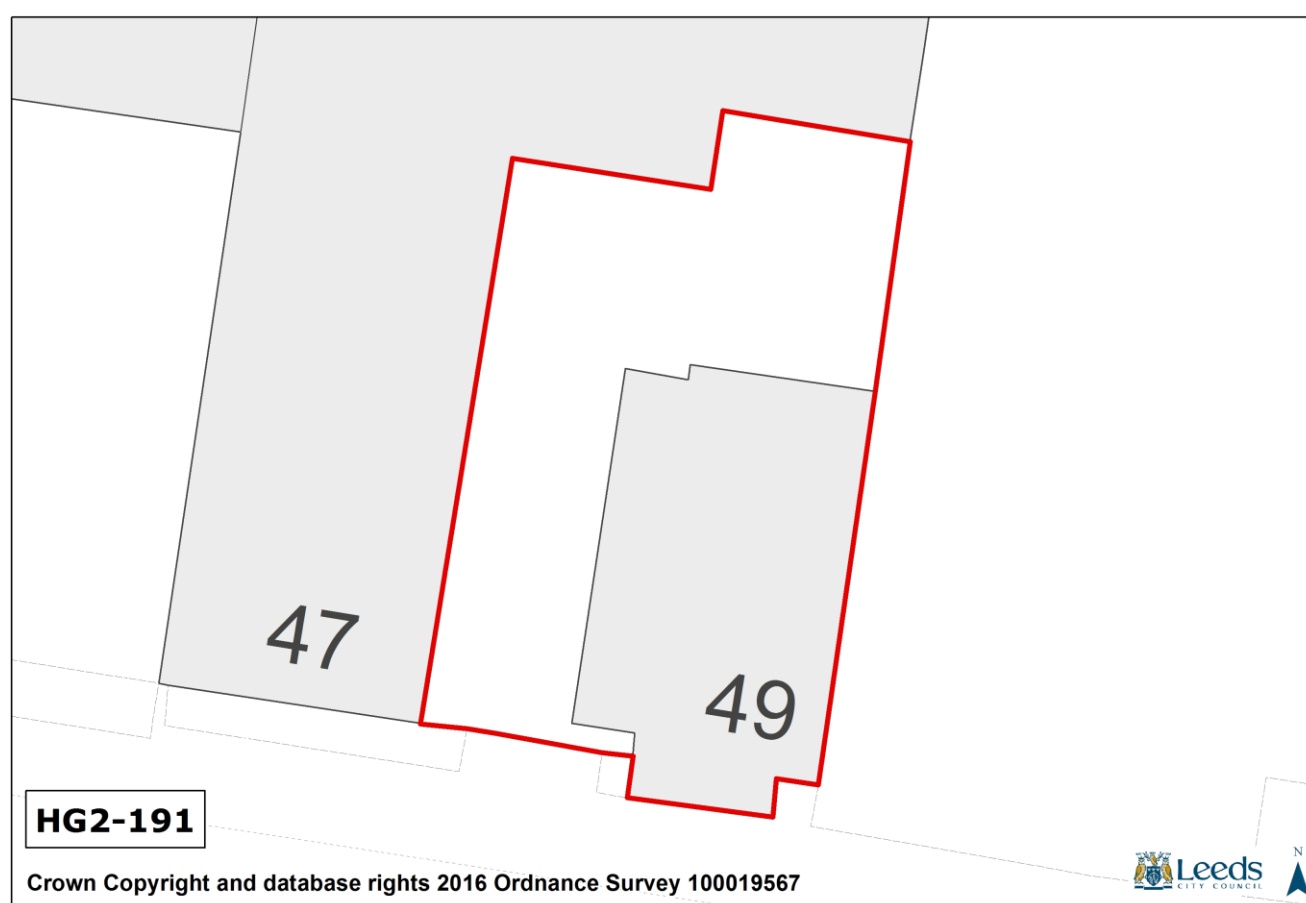 47
49
HG2-191
Crown Copyright and database rights 2016 Ordnance Survey 100019567
Leeds
CITY COUNCIL
N